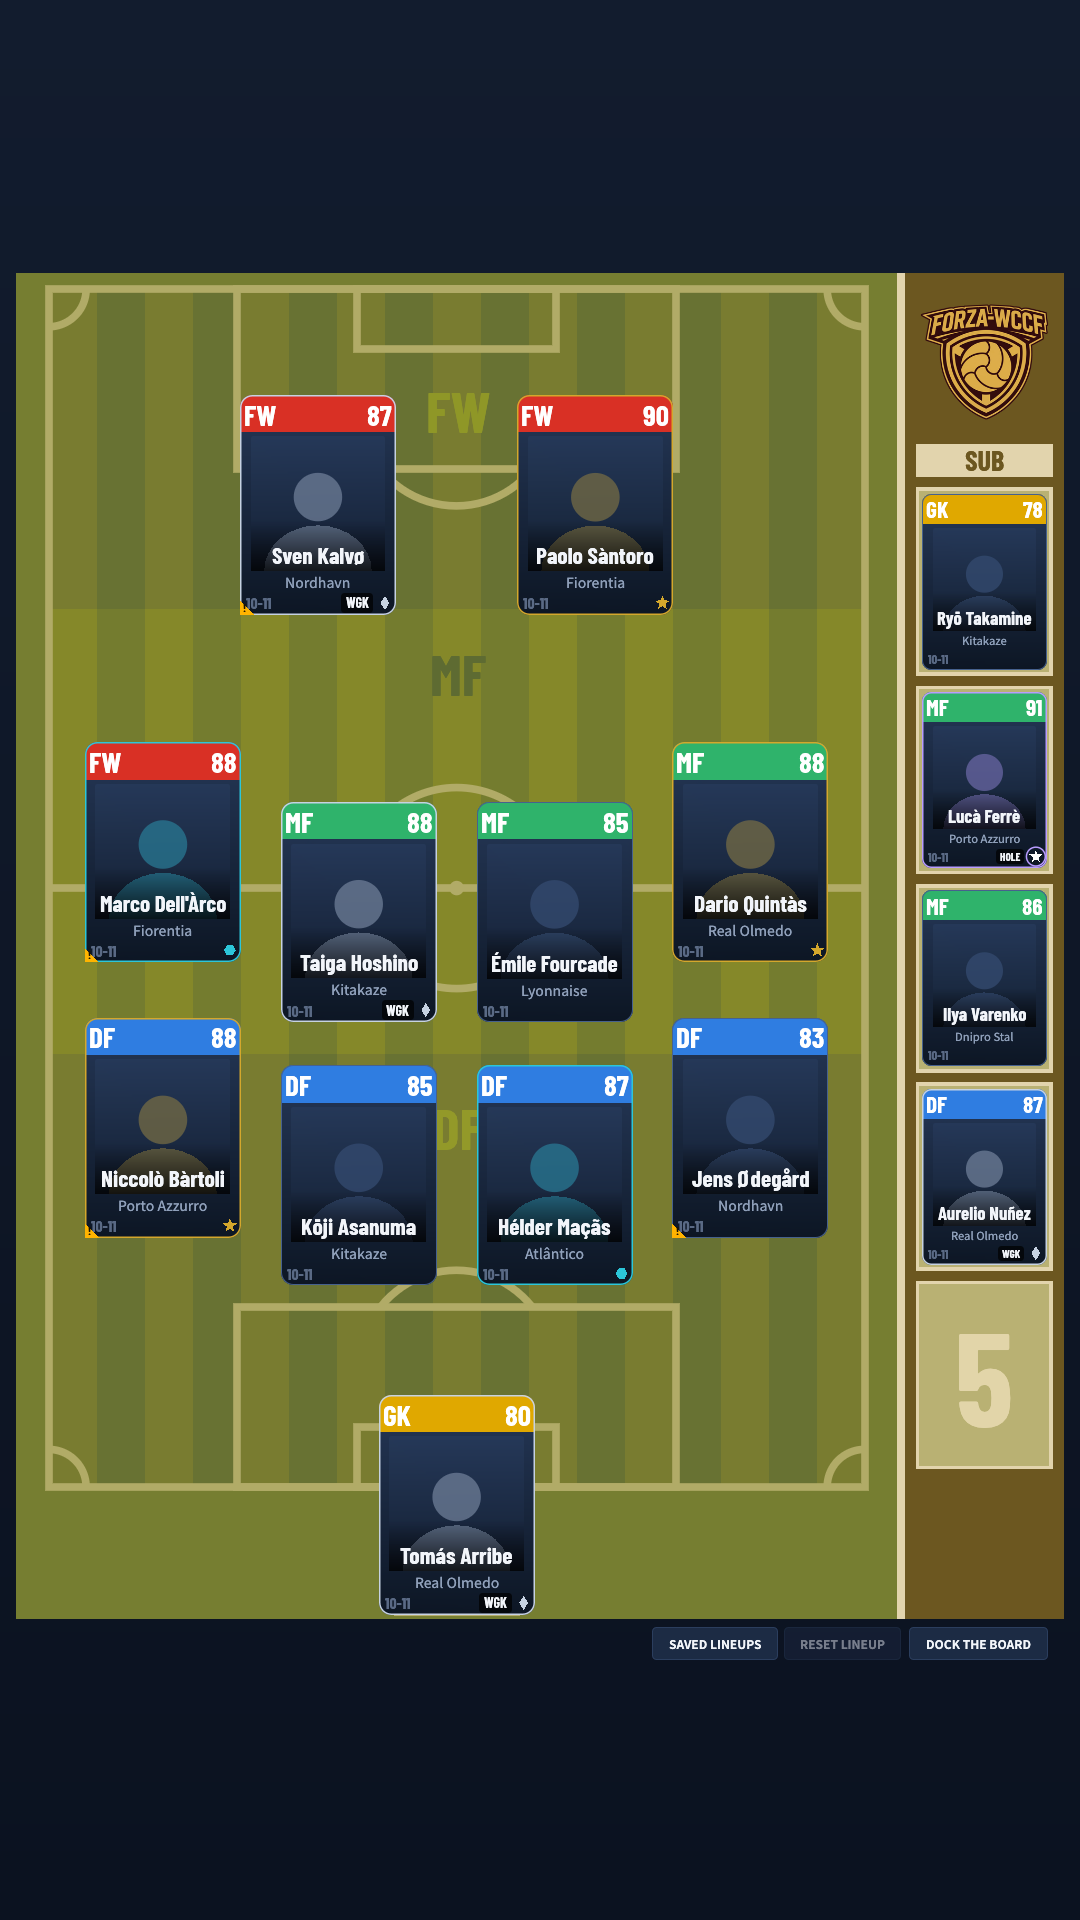 FORZA-WCCF
SUB
FW
MF
DF
FW 87
Sven Kalvø
Nordhavn
10-11 WGK
FW 90
Paolo Sàntoro
Fiorentia
10-11
FW 88
Marco Dell'Àrco
Fiorentia
10-11
MF 88
Taiga Hoshino
Kitakaze
10-11 WGK
MF 85
Émile Fourcade
Lyonnaise
10-11
MF 88
Dario Quintàs
Real Olmedo
10-11
DF 88
Niccolò Bàrtoli
Porto Azzurro
10-11
DF 85
Kōji Asanuma
Kitakaze
10-11
DF 87
Hélder Maçãs
Atlântico
10-11
DF 83
Jens Ødegård
Nordhavn
10-11
GK 80
Tomás Arribe
Real Olmedo
10-11 WGK
GK 78
Ryō Takamine
Kitakaze
10-11
MF 91
Lucà Ferrè
Porto Azzurro
10-11 HOLE
MF 86
Ilya Varenko
Dnipro Stal
10-11
DF 87
Aurelio Nuñez
Real Olmedo
10-11 WGK
5
SAVED LINEUPS
RESET LINEUP
DOCK THE BOARD